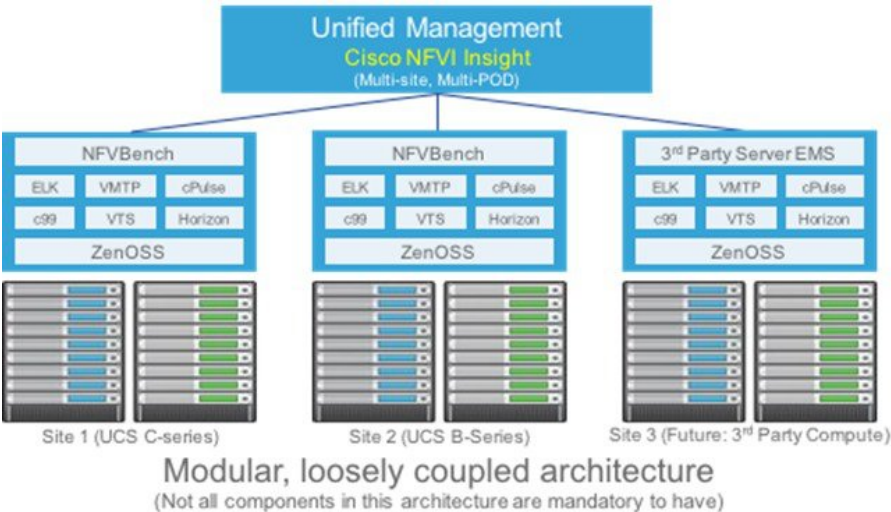 Unified Management
Cisco NFVI Insight
(Multi-site, Multi-POD)
NFVBench
ELK VMTP cPulse
c99 VTS Horizon
ZenOSS
NFVBench
ELK VMTP cPulse
c99 VTS Horizon
ZenOSS
3rd Party Server EMS
ELK VMTP cPulse
c99 VTS Horizon
ZenOSS
Site 1 (UCS C-series)
Site 2 (UCS B-Series)
Site 3 (Future: 3rd Party Compute)
Modular, loosely coupled architecture
(Not all components in this architecture are mandatory to have)